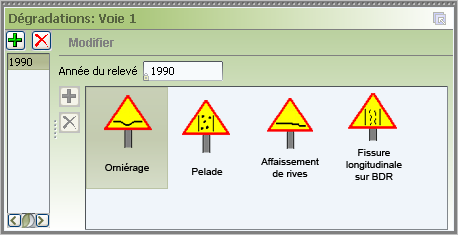 Dégradations: Voie 1
Modifier
1990
Année du relevé
1990
Orniérage
Pelade
Affaissement
de rives
Fissure
longitudinale
sur BDR